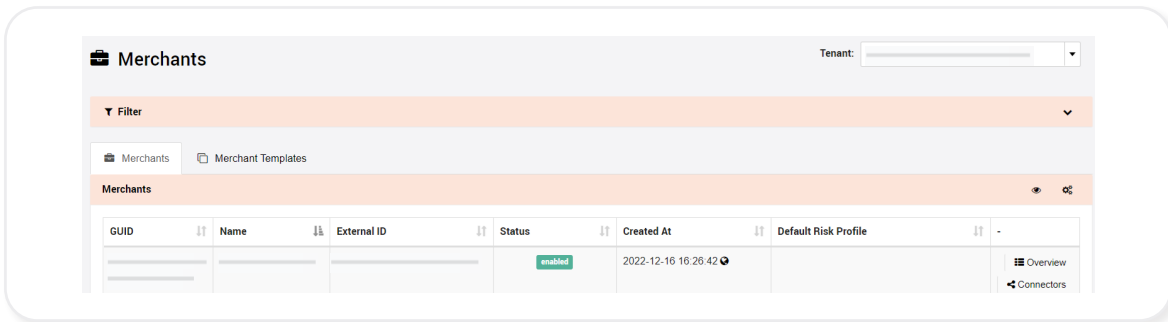 Merchants
Tenant:
Filter
Merchants Merchant Templates
Merchants
GUID Name External ID Status Created At Default Risk Profile -
enabled 2022-12-16 16:26:42 Overview
Connectors